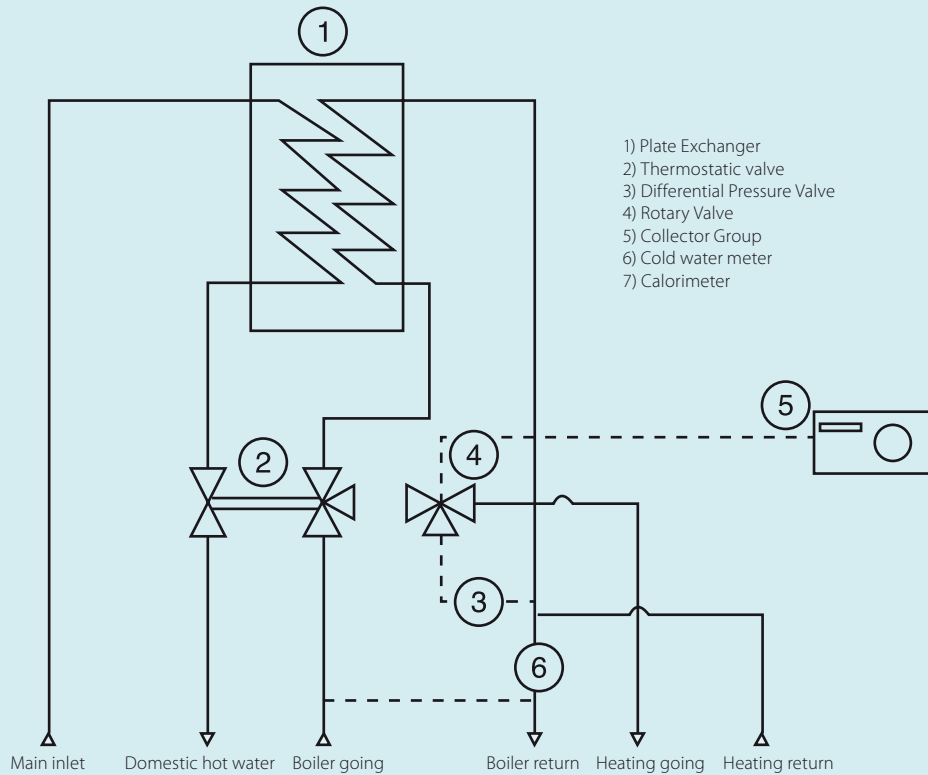 1
1) Plate Exchanger
2) Thermostatic valve
3) Differential Pressure Valve
4) Rotary Valve
5) Collector Group
6) Cold water meter
7) Calorimeter
5
4
2
3
6
Main inlet
Domestic hot water
Boiler going
Boiler return
Heating going
Heating return